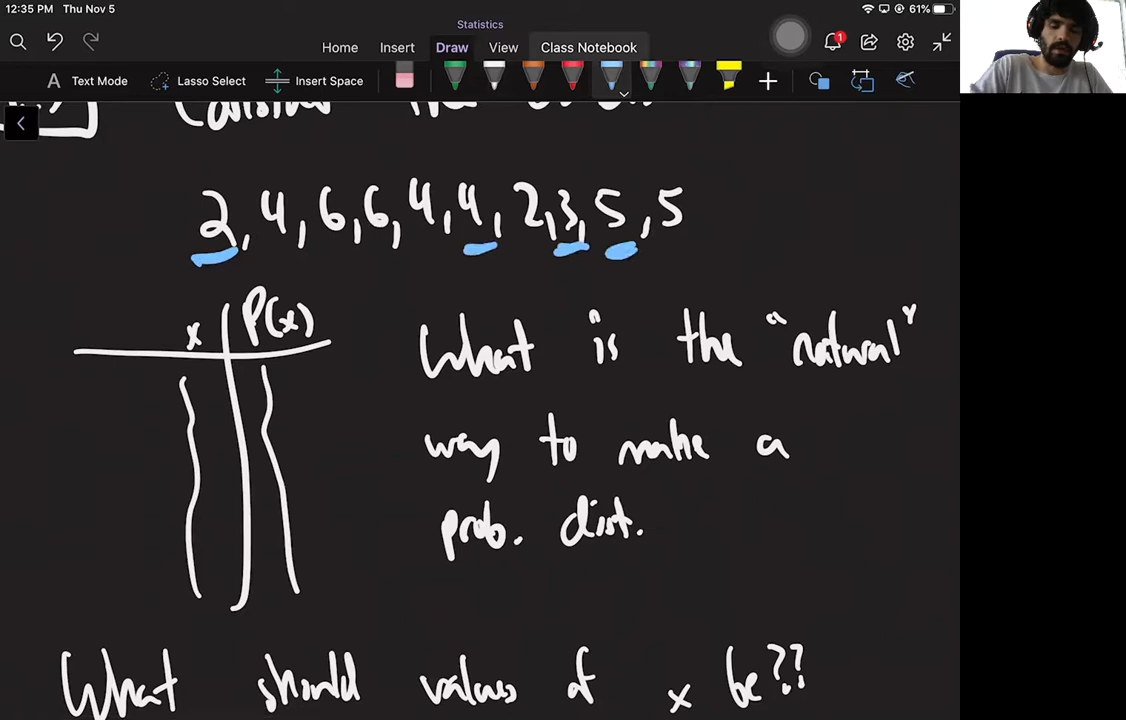 12:35 PM Thu Nov 5
61%
Statistics
Home Insert Draw View Class Notebook
1
A Text Mode Lasso Select Insert Space
2, 4, 6, 6, 4, 4, 2, 3, 5, 5
x P(x)
What is the "natural"
way to make a
prob. dist.
What should values of x be??